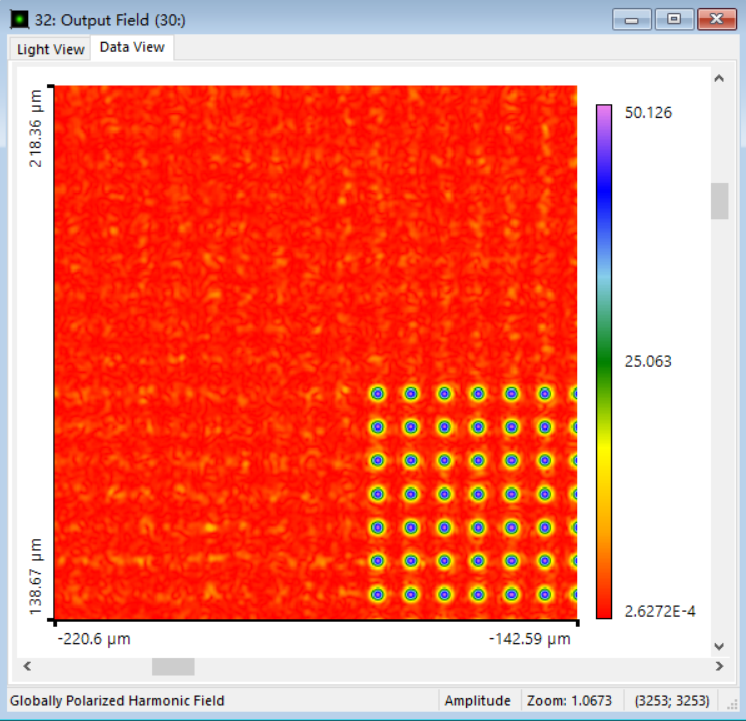 32: Output Field (30:)
Light View
Data View
218.36 μm
138.67 μm
-220.6 μm
-142.59 μm
50.126
25.063
2.6272E-4
Globally Polarized Harmonic Field
Amplitude
Zoom: 1.0673
(3253; 3253)